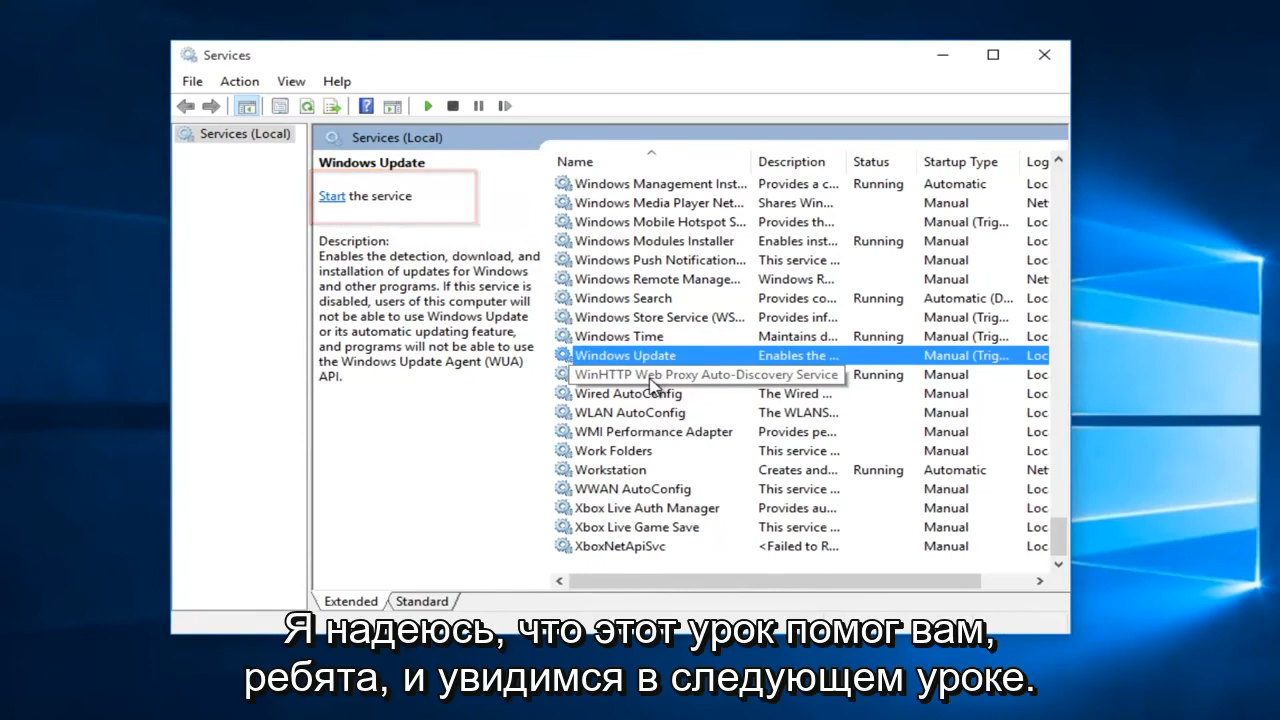 Services
File Action View Help
Services (Local)
Services (Local)
Windows Update
Start the service
Description:
Enables the detection, download, and
installation of updates for Windows
and other programs. If this service is
disabled, users of this computer will
not be able to use Windows Update
or its automatic updating feature,
and programs will not be able to use
the Windows Update Agent (WUA)
API.
Name Description Status Startup Type Log
Windows Management Inst... Provides a c... Running Automatic Loc
Windows Media Player Net... Shares Win... Manual Net
Windows Mobile Hotspot S... Provides th... Manual (Trig... Loc
Windows Modules Installer Enables inst... Running Manual Loc
Windows Push Notification... This service ... Manual Loc
Windows Remote Manage... Windows R... Manual Net
Windows Search Provides co... Running Automatic (D... Loc
Windows Store Service (WS... Provides inf... Manual (Trig... Loc
Windows Time Maintains d... Running Manual (Trig... Loc
Windows Update Enables the ... Manual (Trig... Loc
WinHTTP Web Proxy Auto-Discovery Service Running Manual Loc
Wired AutoConfig The Wired ... Manual Loc
WLAN AutoConfig The WLANS... Manual Loc
WMI Performance Adapter Provides pe... Manual Loc
Work Folders This service ... Manual Loc
Workstation Creates and... Running Automatic Net
WWAN AutoConfig This service ... Manual Loc
Xbox Live Auth Manager Provides au... Manual Loc
Xbox Live Game Save This service ... Manual Loc
XboxNetApiSvc <Failed to R... Manual Loc
Extended Standard
Я надеюсь, что этот урок помог вам,
ребята, и увидимся в следующем уроке.